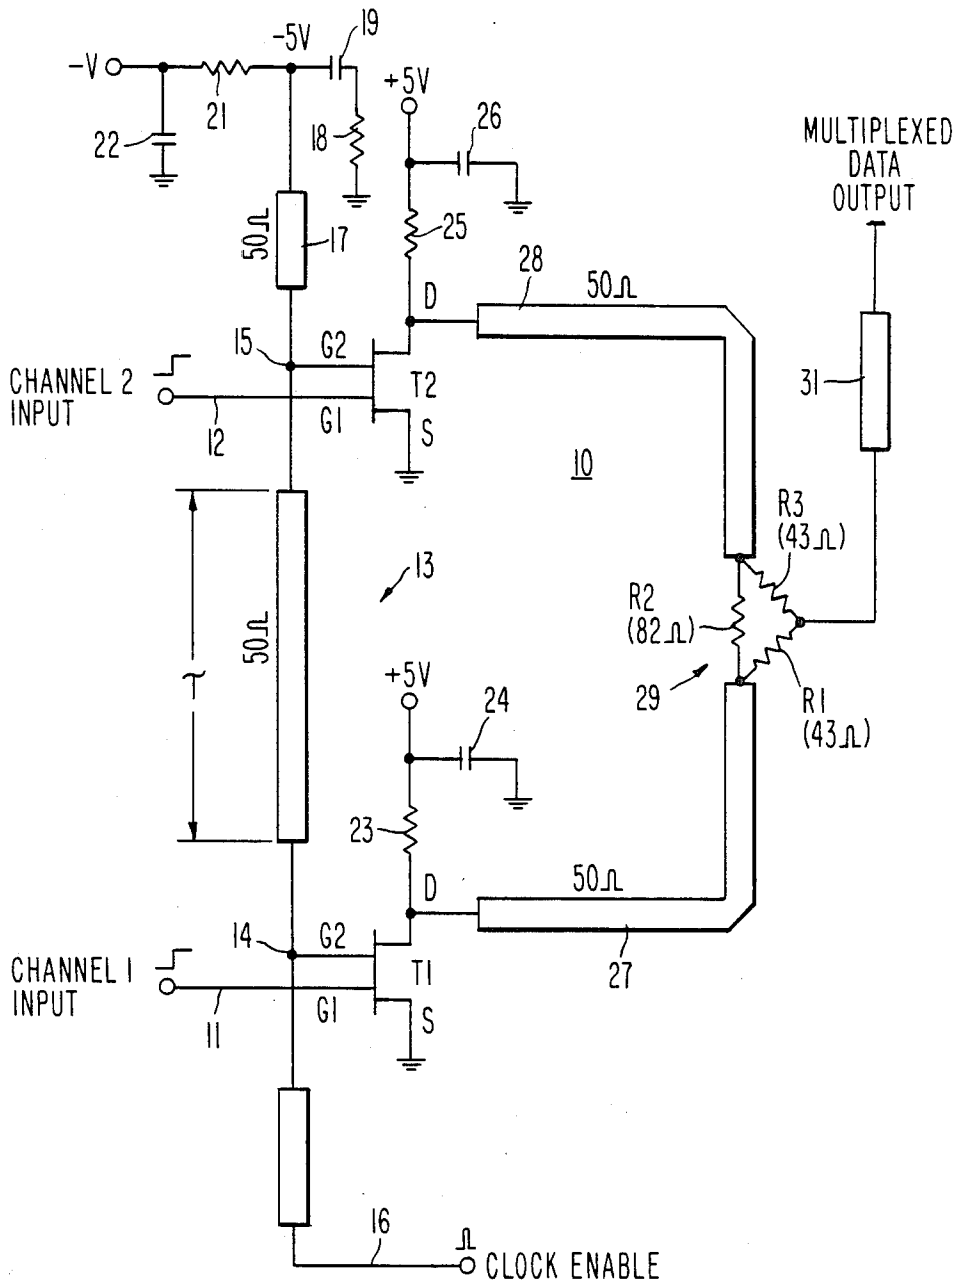 -5V
19
-V
21
22
18
+5V
26
MULTIPLEXED
DATA
OUTPUT
50Ω
17
25
28
50Ω
D
15
G2
T2
CHANNEL 2
INPUT
12
G1
S
31
10
R3
(43Ω)
13
50Ω
R2
(82Ω)
29
R1
(43Ω)
+5V
24
23
D
50Ω
27
14
G2
T1
CHANNEL 1
INPUT
11
G1
S
16
CLOCK ENABLE